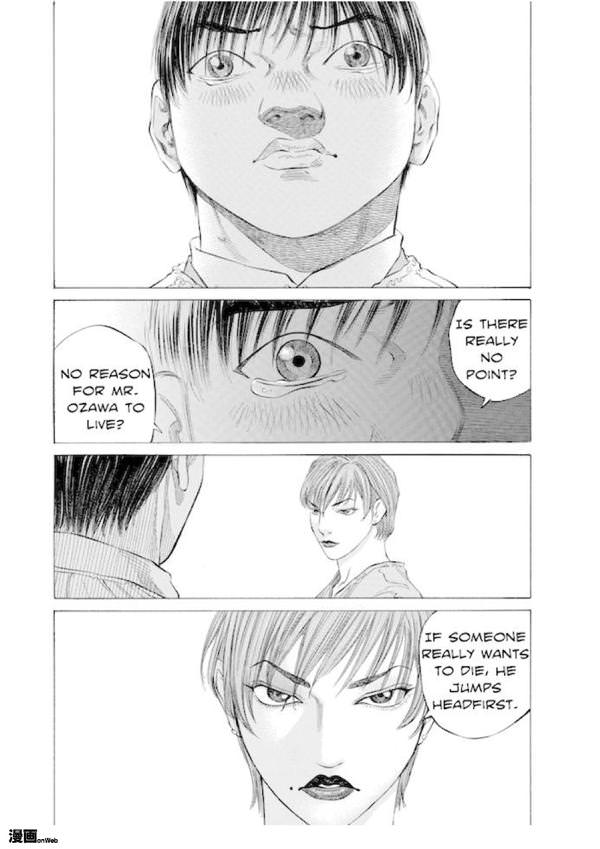 IS THERE
REALLY
NO
POINT?
NO REASON
FOR MR.
OZAWA TO
LIVE?
IF SOMEONE
REALLY WANTS
TO DIE, HE
JUMPS
HEADFIRST.
漫画onWeb